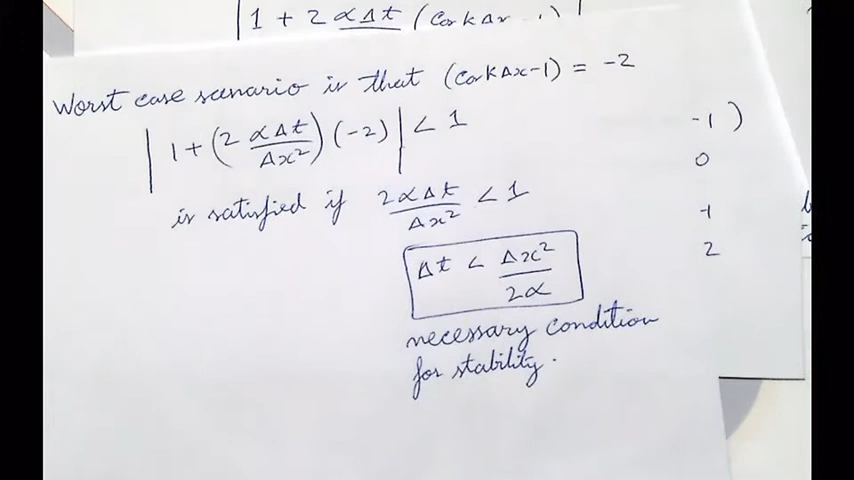 |1 + 2 αΔt (Cos kΔx - 1)|
Worst case scenario is that (Cos kΔx-1) = -2
|1 + (2 αΔt/Δx²)(-2)| < 1
is satisfied if 2αΔt/Δx² < 1
Δt < Δx²/2α
necessary condition
for stability.
-1 )
0
-1
2